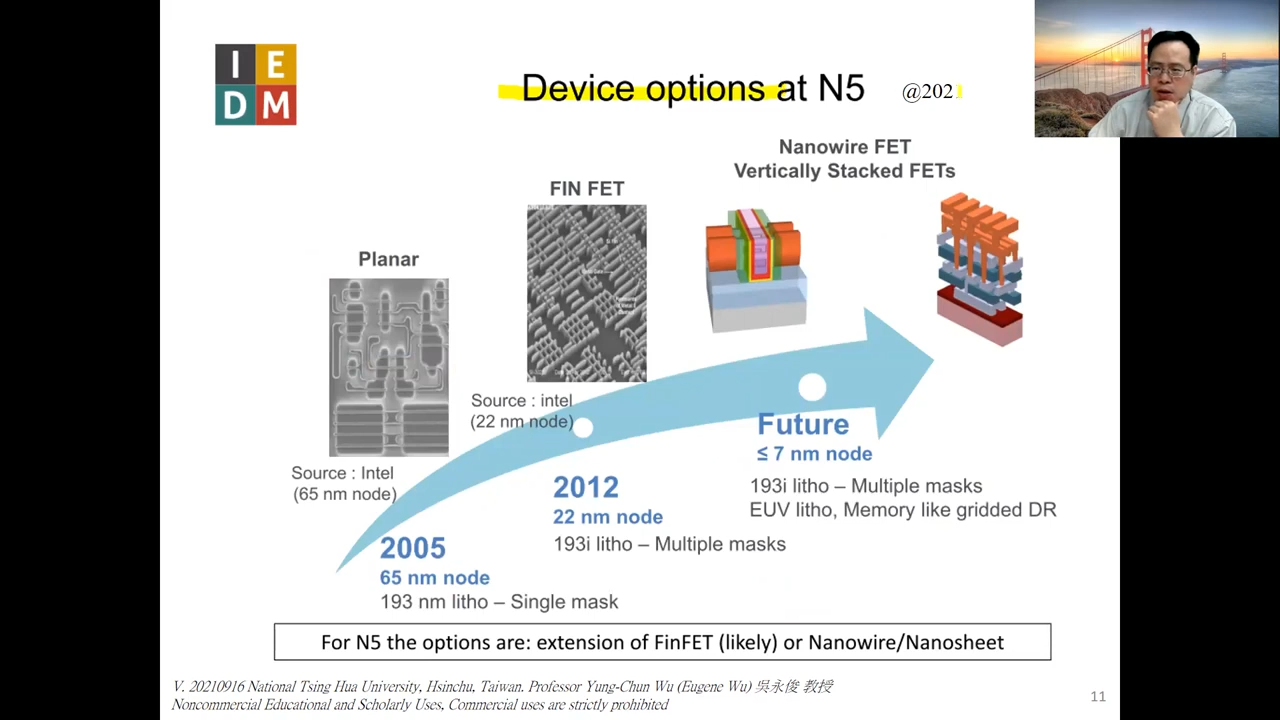 I E
D M
Device options at N5
@202
Nanowire FET
Vertically Stacked FETs
FIN FET
Planar
Source : intel
(22 nm node)
Source : Intel
(65 nm node)
Future
≤ 7 nm node
193i litho – Multiple masks
EUV litho, Memory like gridded DR
2012
22 nm node
193i litho – Multiple masks
2005
65 nm node
193 nm litho – Single mask
For N5 the options are: extension of FinFET (likely) or Nanowire/Nanosheet
V. 20210916 National Tsing Hua University, Hsinchu, Taiwan. Professor Yung-Chun Wu (Eugene Wu) 吳永俊 教授
Noncommercial Educational and Scholarly Uses, Commercial uses are strictly prohibited
11